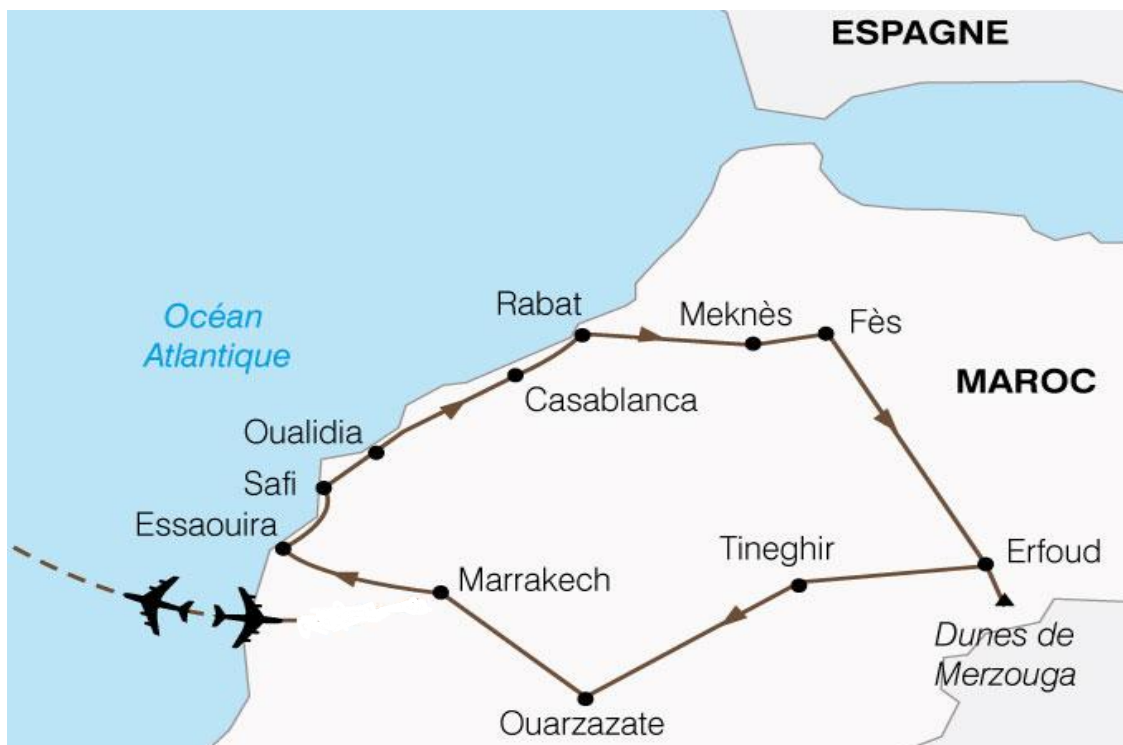 ESPAGNE
Océan
Atlantique
Rabat
Meknès
Fès
MAROC
Casablanca
Oualidia
Safi
Essaouira
Marrakech
Tineghir
Erfoud
Dunes de
Merzouga
Ouarzazate